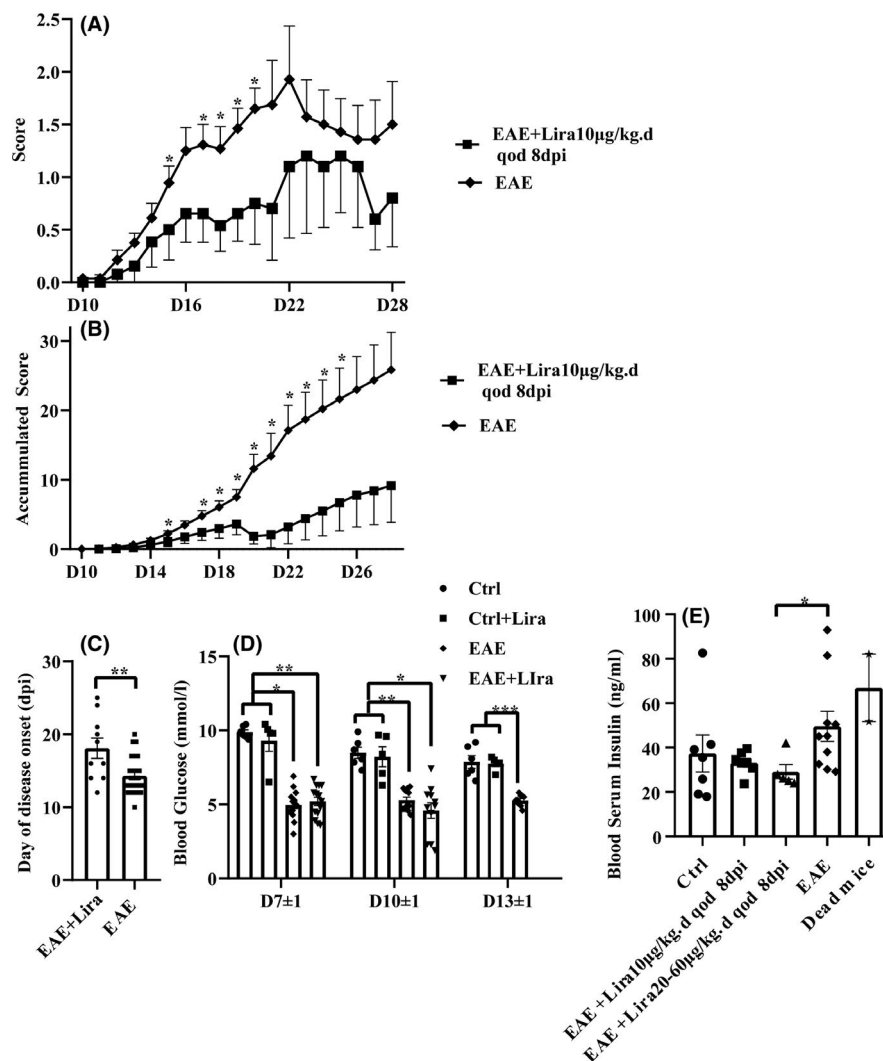 (A)
2.5
2.0
1.5
1.0
0.5
0.0
Score
* * * * * *
D10 D16 D22 D28
EAE+Lira10μg/kg.d
qod 8dpi
EAE
(B)
30
20
10
0
Accummulated Score
* * * * * * * * * *
D10 D14 D18 D22 D26
EAE+Lira10μg/kg.d
qod 8dpi
EAE
Ctrl
Ctrl+Lira
EAE
EAE+LIra
(C)
30
20
10
0
Day of disease onset (dpi)
**
EAE+Lira
EAE
(D)
15
10
5
0
Blood Glucose (mmol/l)
**
*
*
**
***
D7±1 D10±1 D13±1
(E)
100
80
60
40
20
0
Blood Serum Insulin (ng/ml)
*
Ctrl
EAE +Lira10μg/kg.d qod 8dpi
EAE +Lira20-60μg/kg.d qod 8dpi
EAE
Dead mice